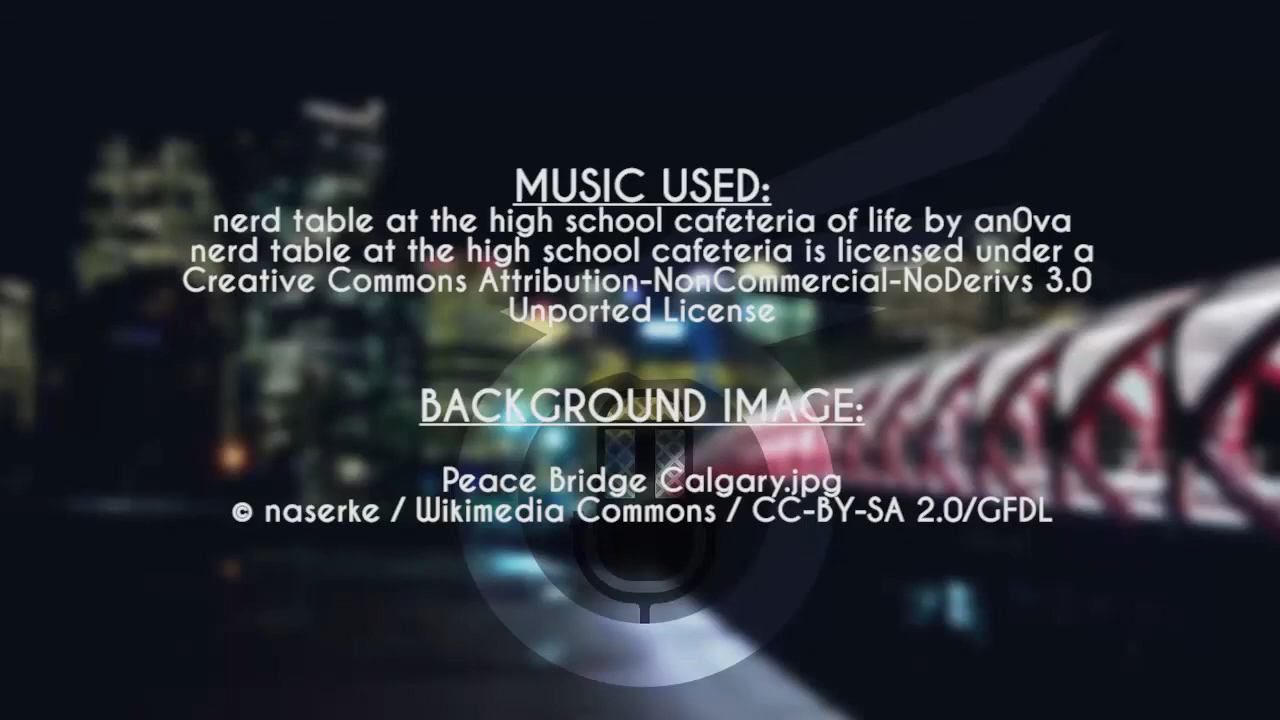 MUSIC USED:
nerd table at the high school cafeteria of life by an0va
nerd table at the high school cafeteria is licensed under a
Creative Commons Attribution-NonCommercial-NoDerivs 3.0
Unported License
BACKGROUND IMAGE:
Peace Bridge Calgary.jpg
© naserke / Wikimedia Commons / CC-BY-SA 2.0/GFDL